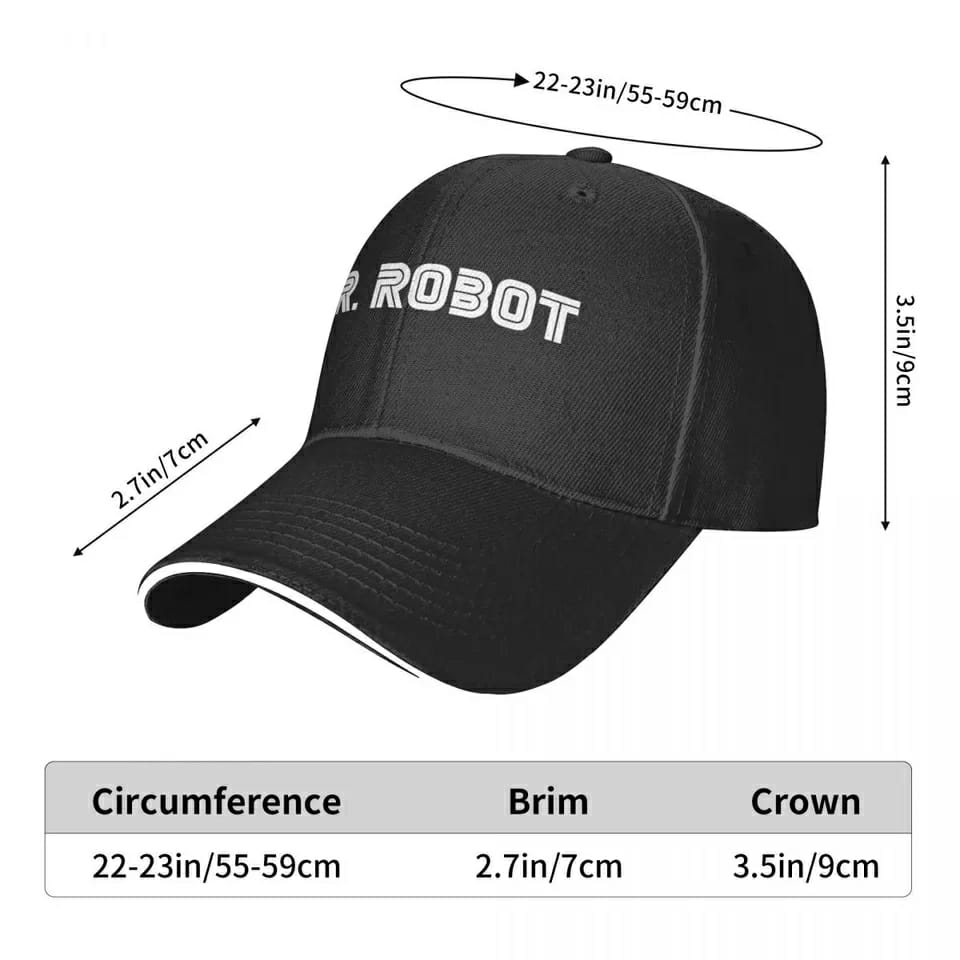 22-23in/55-59cm
R. ROBOT
3.5in/9cm
2.7in/7cm
Circumference Brim Crown
22-23in/55-59cm 2.7in/7cm 3.5in/9cm